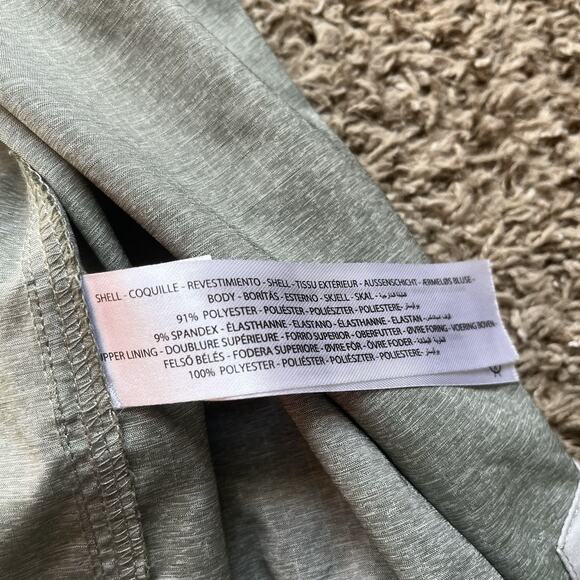 SHELL - COQUILLE - REVESTIMIENTO - SHELL - TISSU EXTÉRIEUR - AUSSENSCHICHT - ÆRMELØS BLUSE -
BODY - BORÍTÁS - ESTERNO - SKJELL - SKAL -
91% POLYESTER - POLIÉSTER - POLIÉSZTER - POLIESTERE -
9% SPANDEX - ÉLASTHANNE - ELASTANO - ÉLASTHANNE - ELASTAN -
UPPER LINING - DOUBLURE SUPÉRIEURE - FORRO SUPERIOR - OBERFUTTER - ØVRE FORING - VOERING BOVEN -
FELSŐ BÉLÉS - FODERA SUPERIORE - ØVRE FÔR - ÖVRE FODER -
100% POLYESTER - POLIÉSTER - POLIÉSZTER - POLIESTERE -